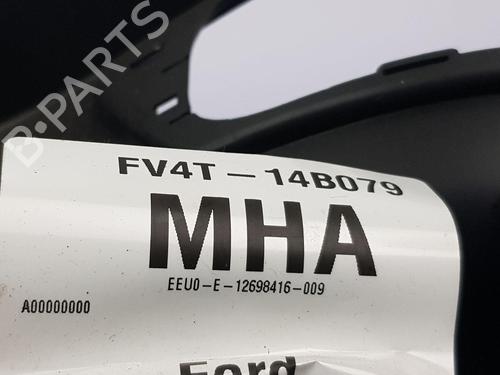 B-PARTS
FV4T-14B079
MHA
EEU0-E-12698416-009
A00000000
Ford